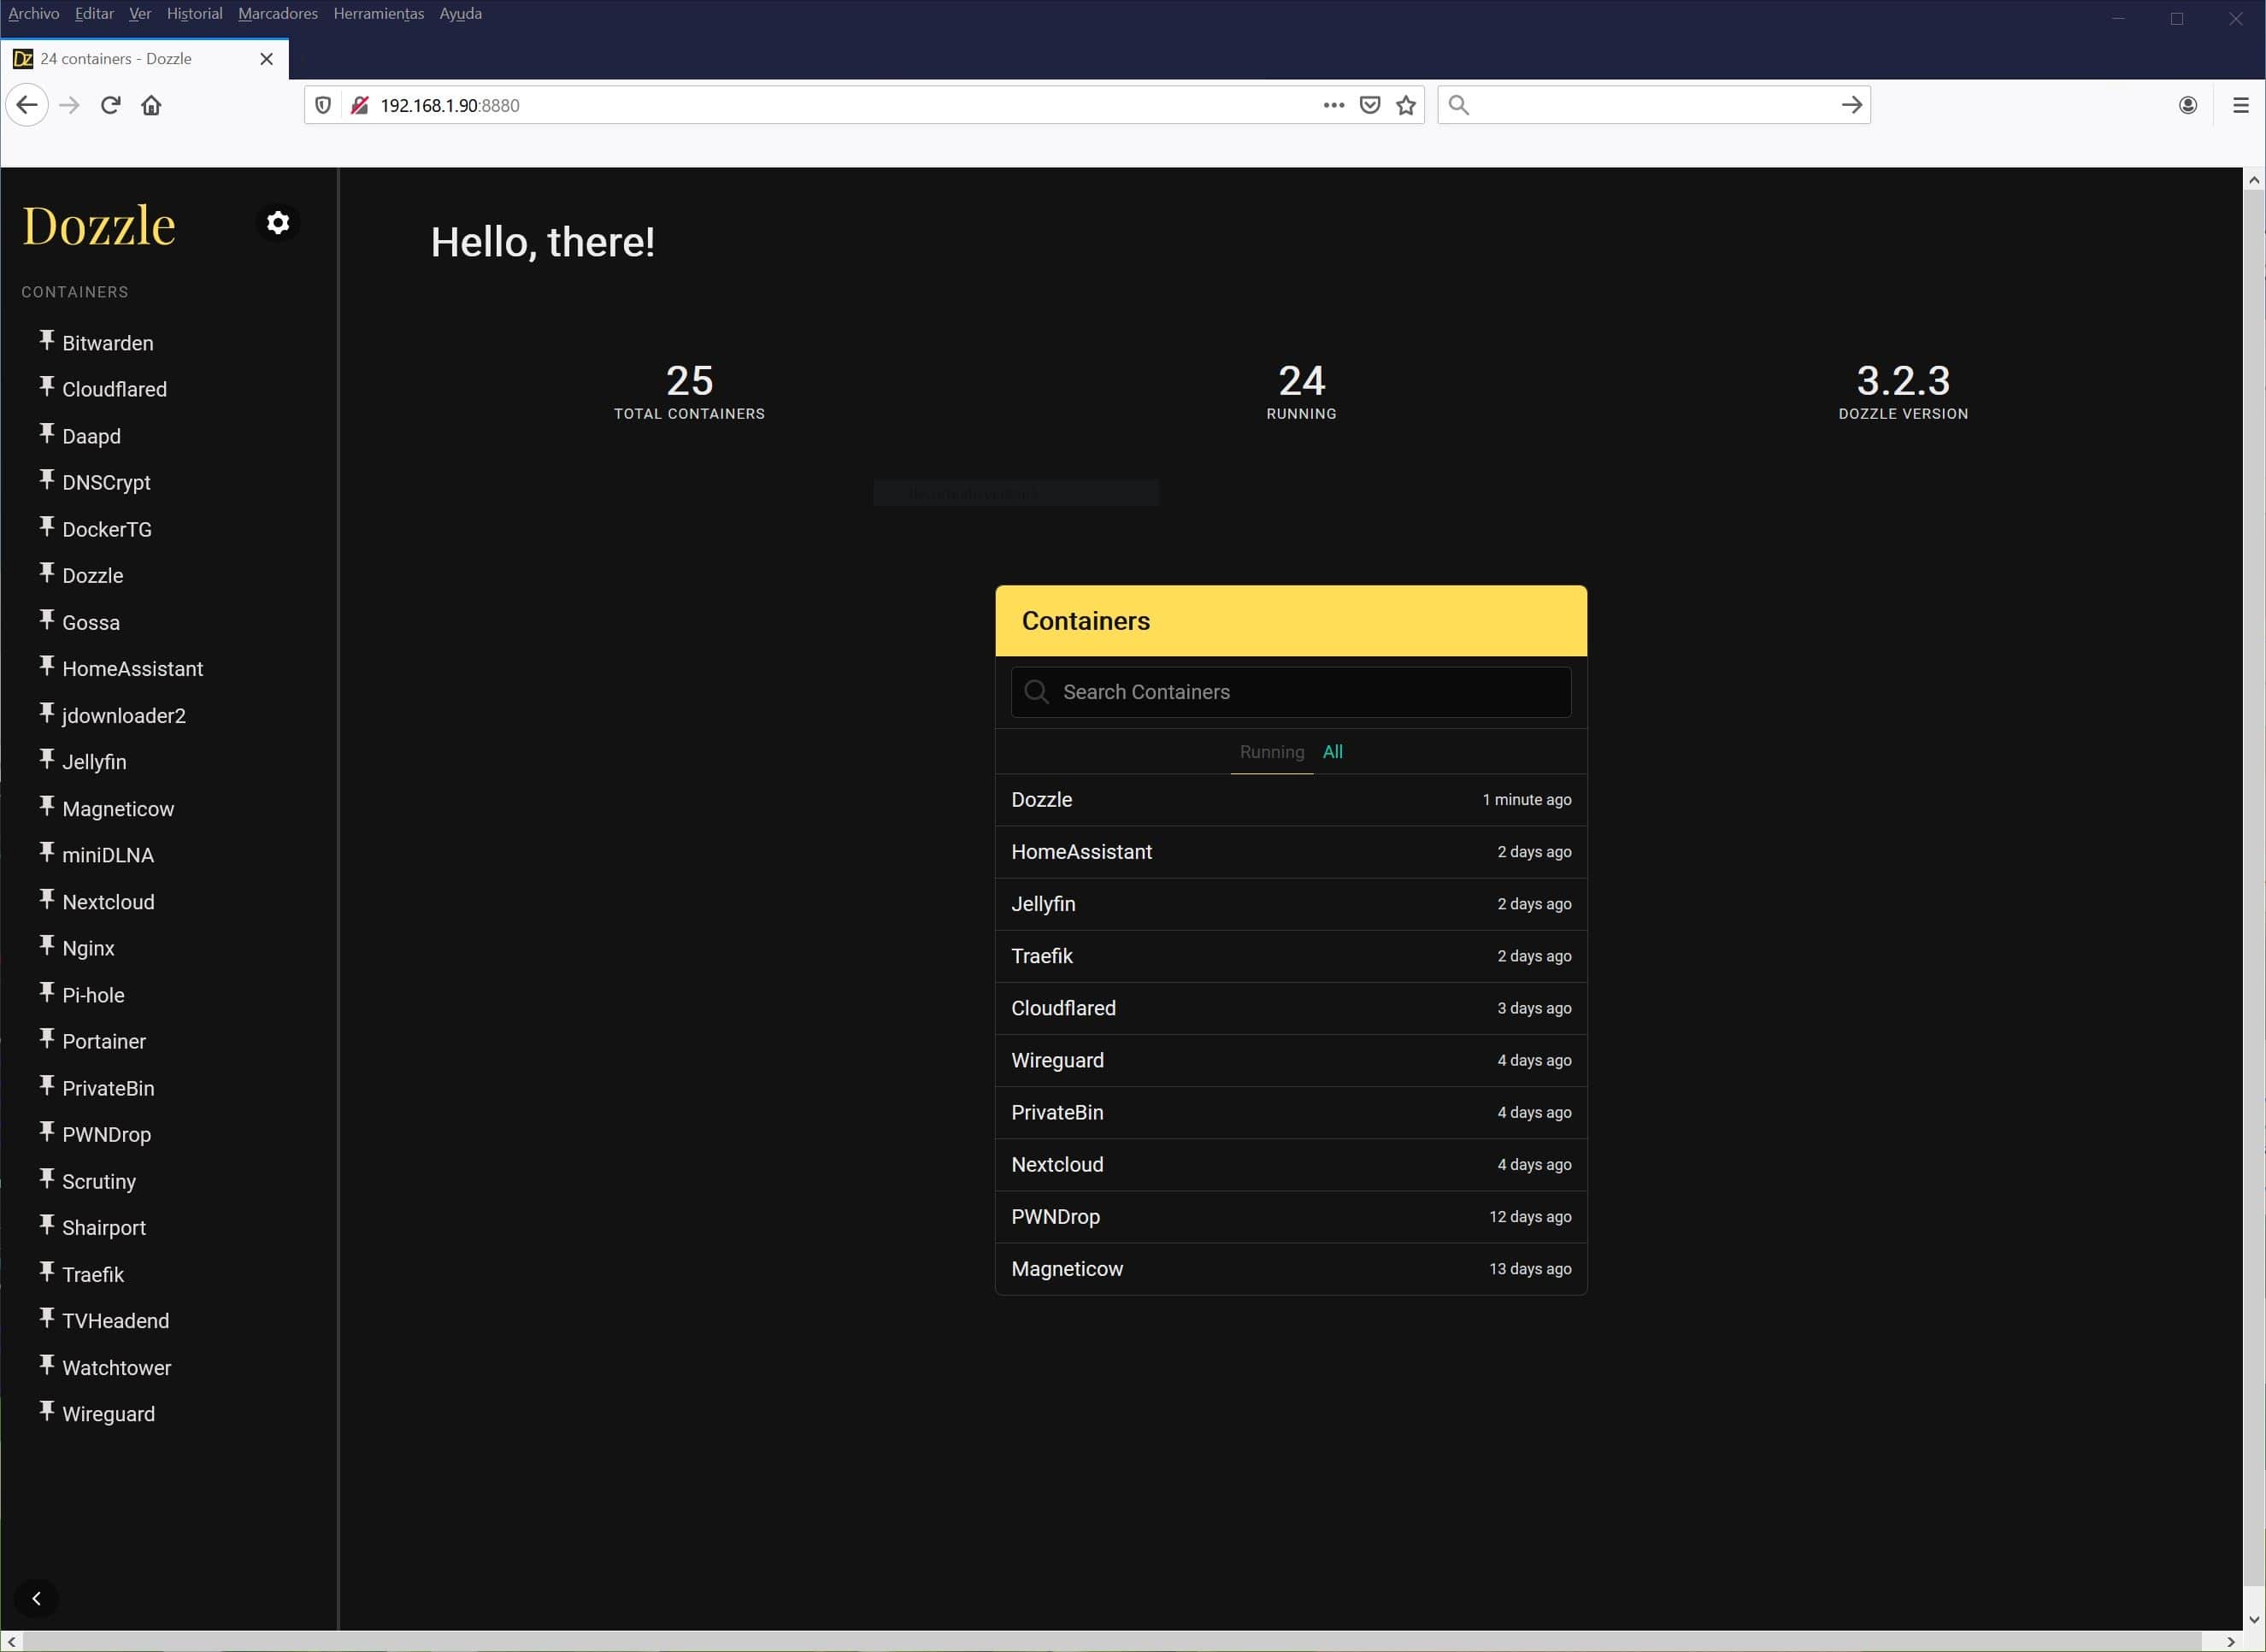 Archivo Editar Ver Historial Marcadores Herramientas Ayuda
Dz 24 containers - Dozzle
192.168.1.90:8880
Dozzle
CONTAINERS
Bitwarden
Cloudflared
Daapd
DNSCrypt
DockerTG
Dozzle
Gossa
HomeAssistant
jdownloader2
Jellyfin
Magneticow
miniDLNA
Nextcloud
Nginx
Pi-hole
Portainer
PrivateBin
PWNDrop
Scrutiny
Shairport
Traefik
TVHeadend
Watchtower
Wireguard
Hello, there!
25 24 3.2.3
TOTAL CONTAINERS RUNNING DOZZLE VERSION
Containers
Search Containers
Running All
Dozzle 1 minute ago
HomeAssistant 2 days ago
Jellyfin 2 days ago
Traefik 2 days ago
Cloudflared 3 days ago
Wireguard 4 days ago
PrivateBin 4 days ago
Nextcloud 4 days ago
PWNDrop 12 days ago
Magneticow 13 days ago